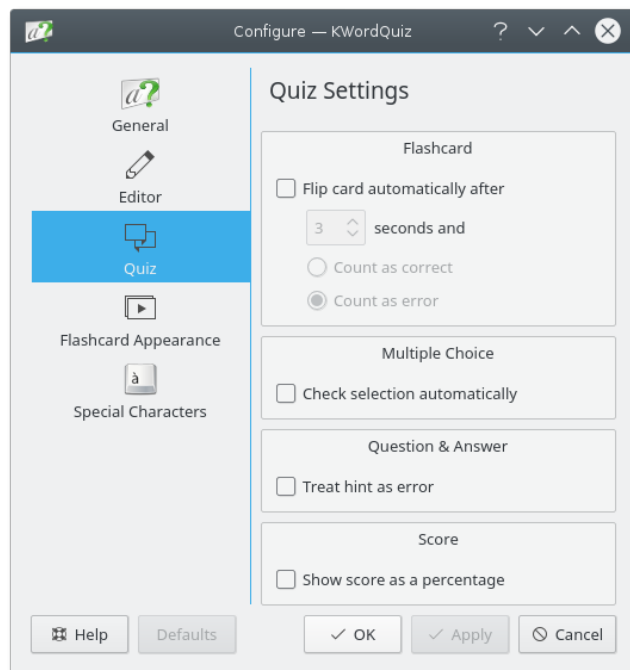 Configure — KWordQuiz
General
Editor
Quiz
Flashcard Appearance
Special Characters
Quiz Settings
Flashcard
Flip card automatically after
3 seconds and
Count as correct
Count as error
Multiple Choice
Check selection automatically
Question & Answer
Treat hint as error
Score
Show score as a percentage
Help Defaults OK Apply Cancel